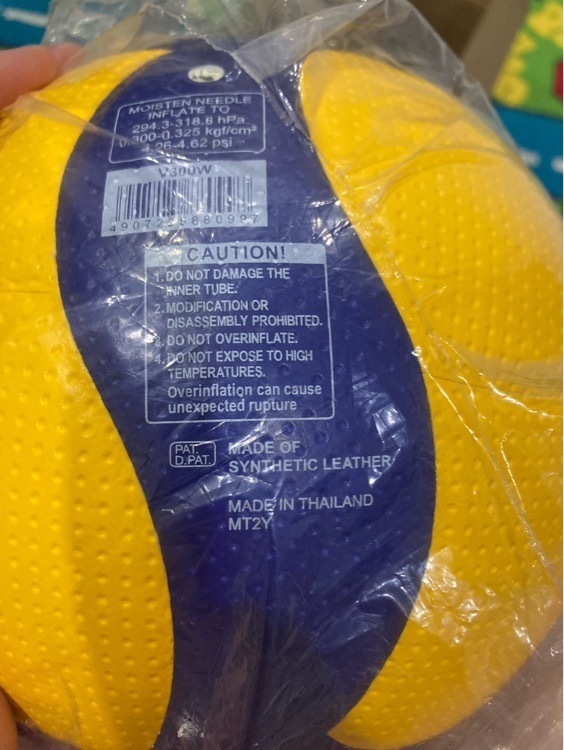 MOISTEN NEEDLE
INFLATE TO
294.3-318.8 hPa
0.300-0.325 kgf/cm²
4.26-4.62 psi
V300W
CAUTION!
1. DO NOT DAMAGE THE
INNER TUBE.
2. MODIFICATION OR
DISASSEMBLY PROHIBITED.
3. DO NOT OVERINFLATE.
4. DO NOT EXPOSE TO HIGH
TEMPERATURES.
Overinflation can cause
unexpected rupture
PAT.
D.PAT.
MADE OF
SYNTHETIC LEATHER
MADE IN THAILAND
MT2Y